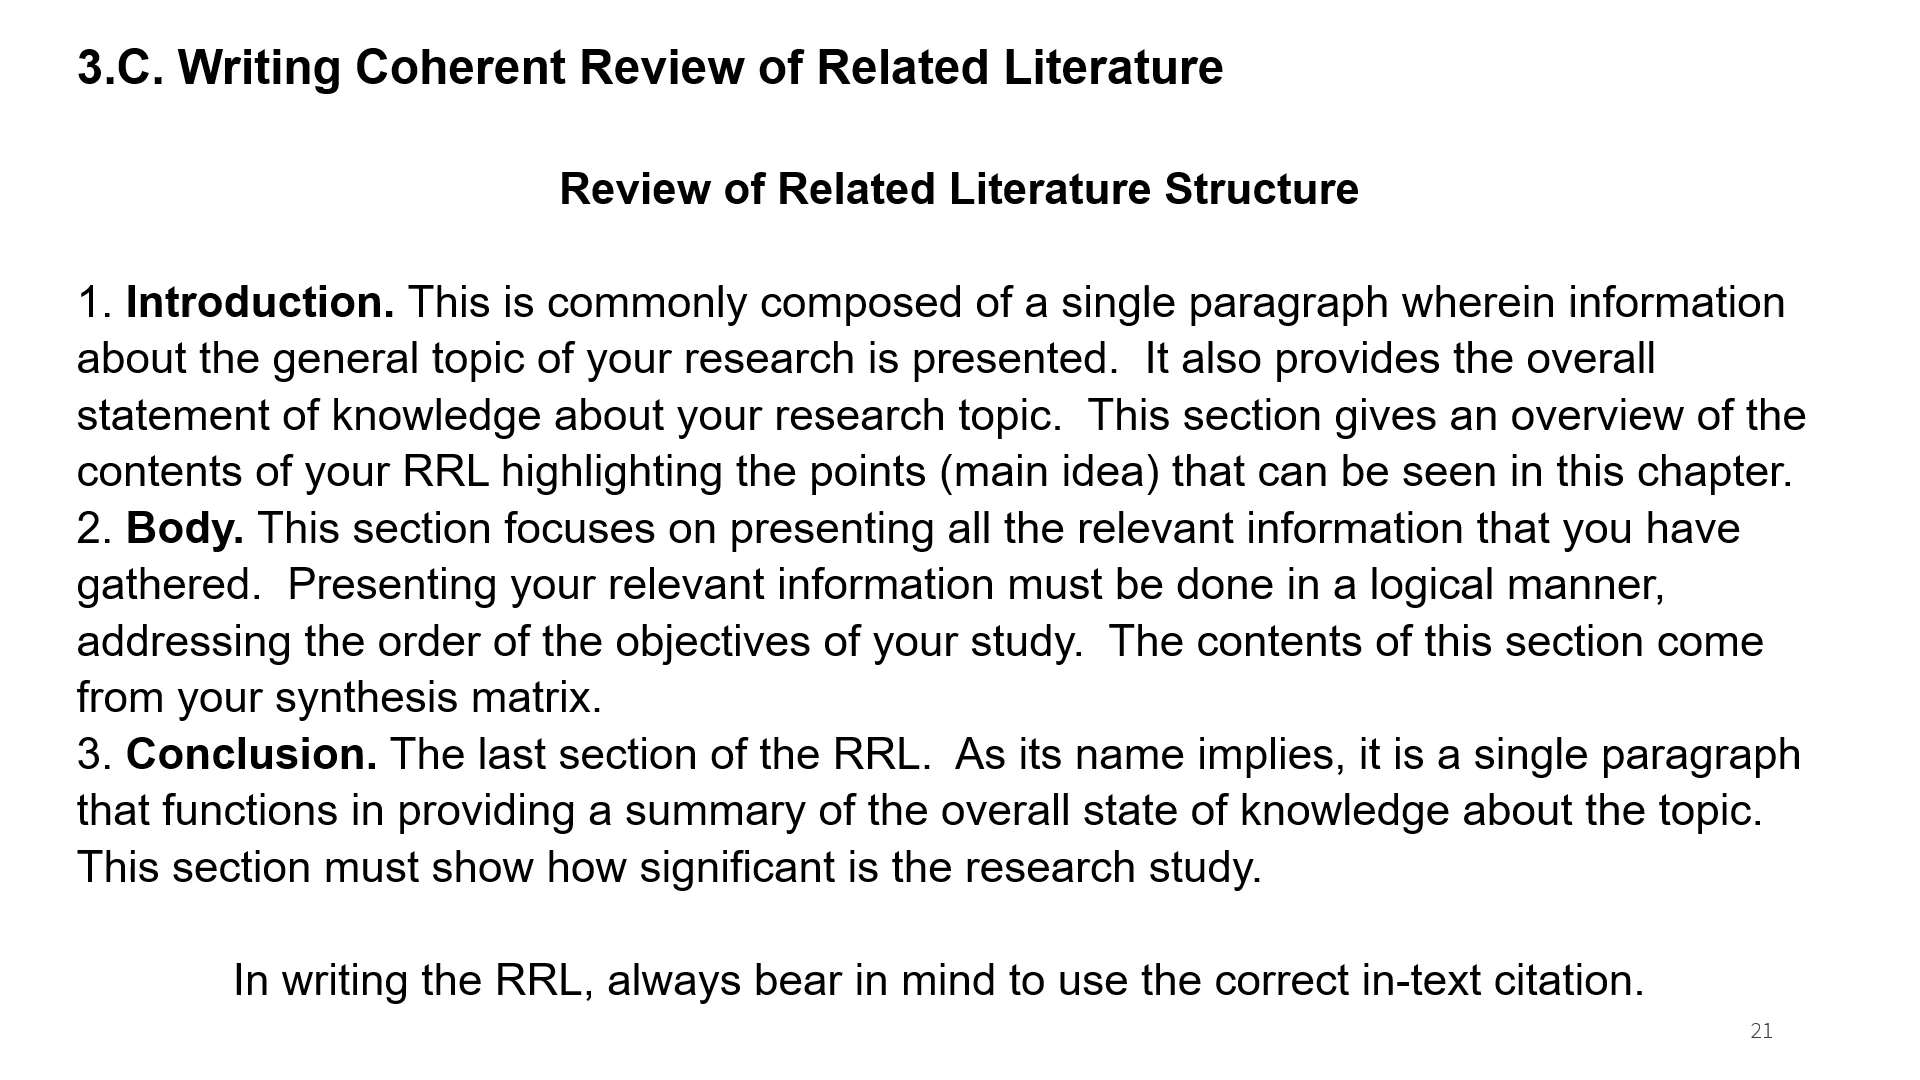 3.C. Writing Coherent Review of Related Literature
Review of Related Literature Structure
1. Introduction. This is commonly composed of a single paragraph wherein information
about the general topic of your research is presented.  It also provides the overall
statement of knowledge about your research topic.  This section gives an overview of the
contents of your RRL highlighting the points (main idea) that can be seen in this chapter.
2. Body. This section focuses on presenting all the relevant information that you have
gathered.  Presenting your relevant information must be done in a logical manner,
addressing the order of the objectives of your study.  The contents of this section come
from your synthesis matrix.
3. Conclusion. The last section of the RRL.  As its name implies, it is a single paragraph
that functions in providing a summary of the overall state of knowledge about the topic.
This section must show how significant is the research study.
In writing the RRL, always bear in mind to use the correct in-text citation.
21